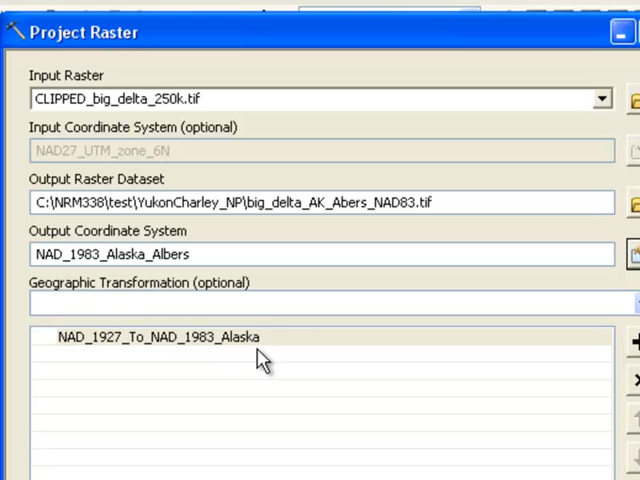 Project Raster
Input Raster
CLIPPED_big_delta_250k.tif
Input Coordinate System (optional)
NAD27_UTM_zone_6N
Output Raster Dataset
C:\NRM338\test\YukonCharley_NP\big_delta_AK_Abers_NAD83.tif
Output Coordinate System
NAD_1983_Alaska_Albers
Geographic Transformation (optional)
NAD_1927_To_NAD_1983_Alaska